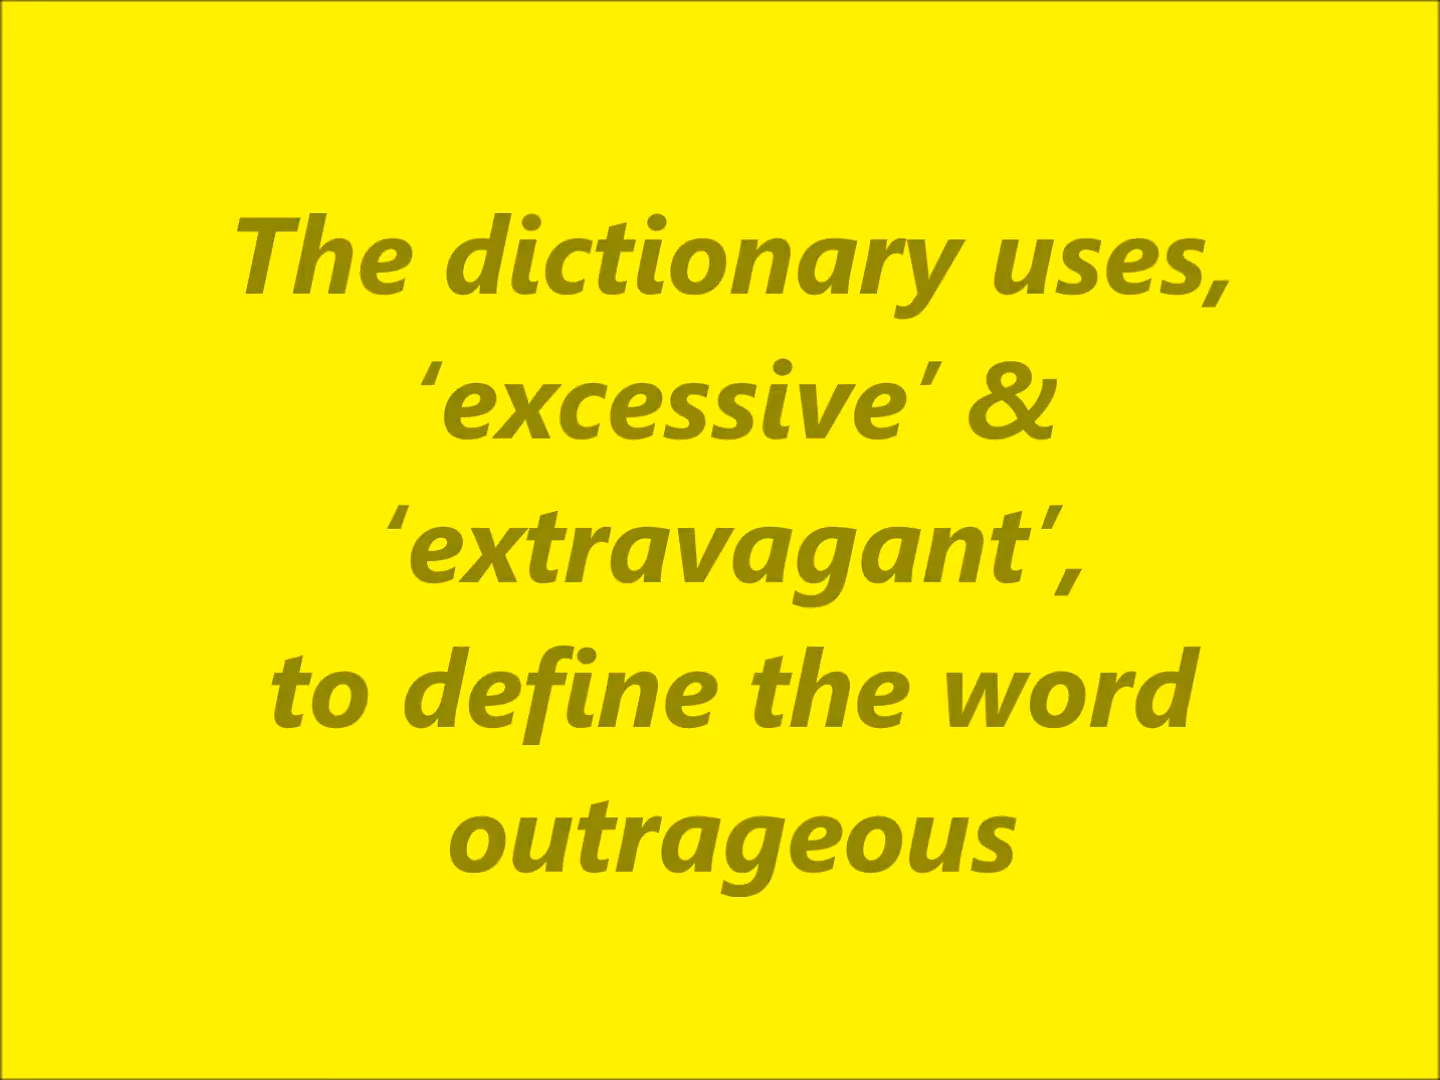 The dictionary uses,
‘excessive’ &
‘extravagant’,
to define the word
outrageous